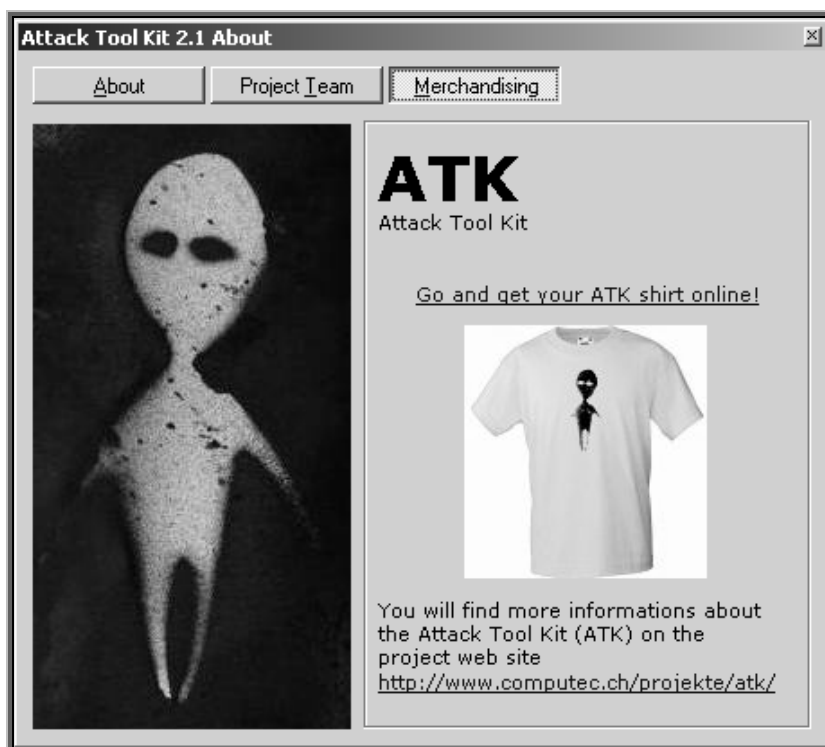 Attack Tool Kit 2.1 About
About
Project Team
Merchandising
ATK
Attack Tool Kit
Go and get your ATK shirt online!
You will find more informations about
the Attack Tool Kit (ATK) on the
project web site
http://www.computec.ch/projekte/atk/